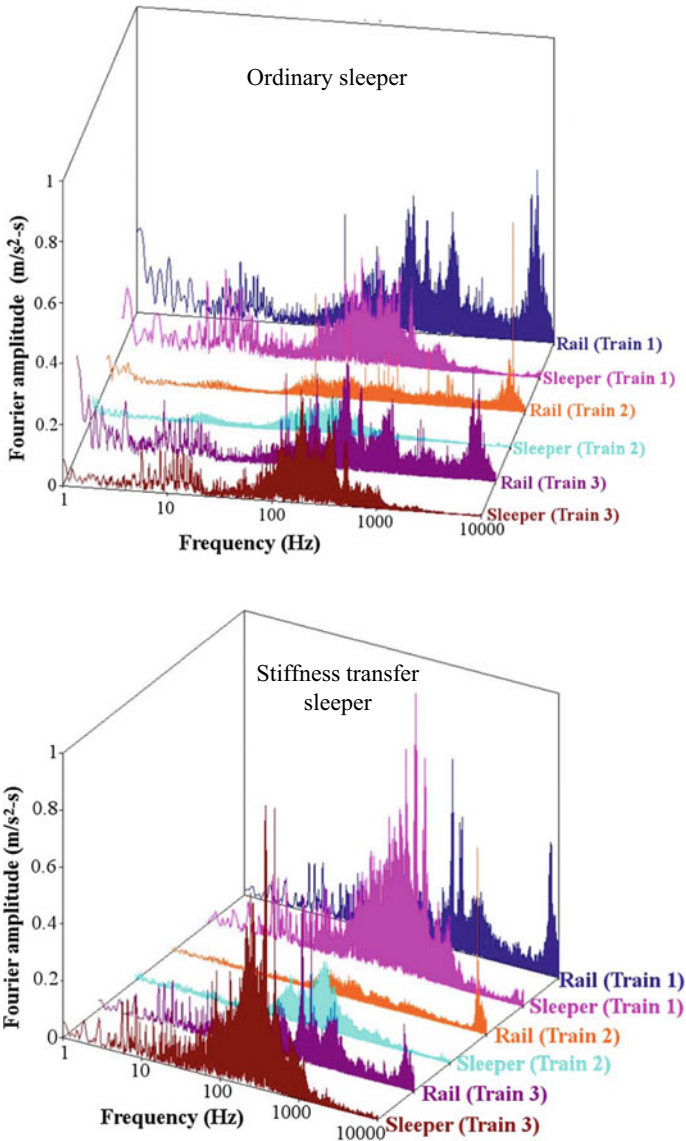 Ordinary sleeper
1
0.8
0.6
0.4
0.2
0
Fourier amplitude (m/s²-s)
1
10
100
1000
10000
Frequency (Hz)
Rail (Train 1)
Sleeper (Train 1)
Rail (Train 2)
Sleeper (Train 2)
Rail (Train 3)
Sleeper (Train 3)
Stiffness transfer
sleeper
1
0.8
0.6
0.4
0.2
0
Fourier amplitude (m/s²-s)
1
10
100
1000
10000
Frequency (Hz)
Rail (Train 1)
Sleeper (Train 1)
Rail (Train 2)
Sleeper (Train 2)
Rail (Train 3)
Sleeper (Train 3)